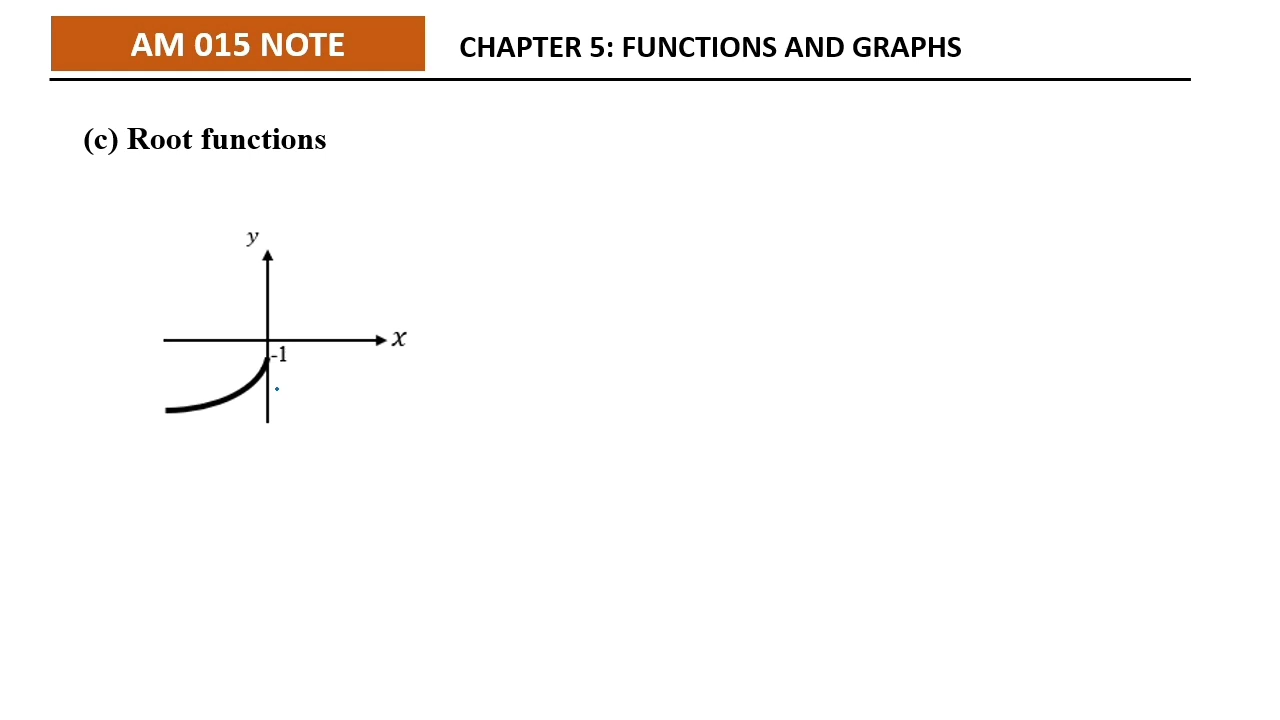 AM 015 NOTE
CHAPTER 5: FUNCTIONS AND GRAPHS
(c) Root functions
y
x
-1